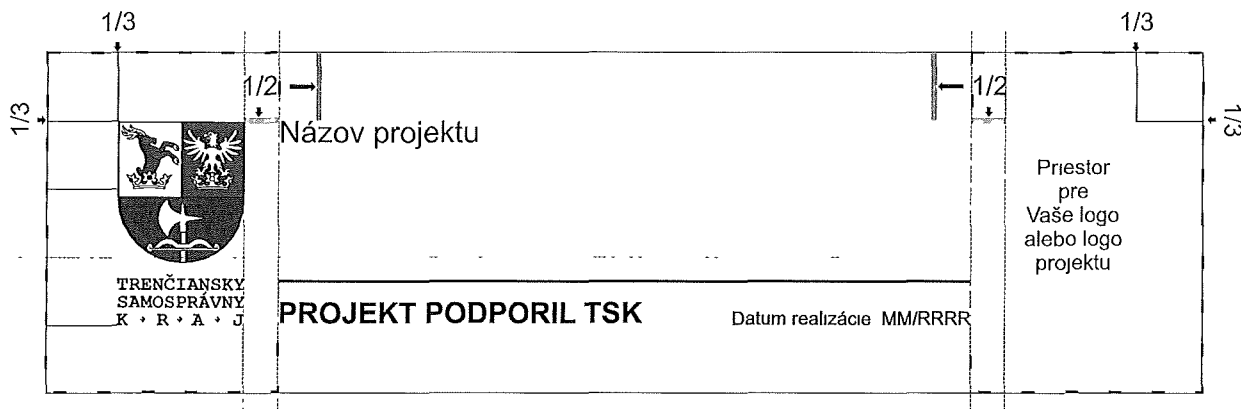 1/3
1/3
1/2
1/2
1/3
1/3
Názov projektu
Priestor
pre
Vaše logo
alebo logo
projektu
TRENČIANSKY
SAMOSPRÁVNY
K • R • A • J
PROJEKT PODPORIL TSK
Datum realizácie MM/RRRR